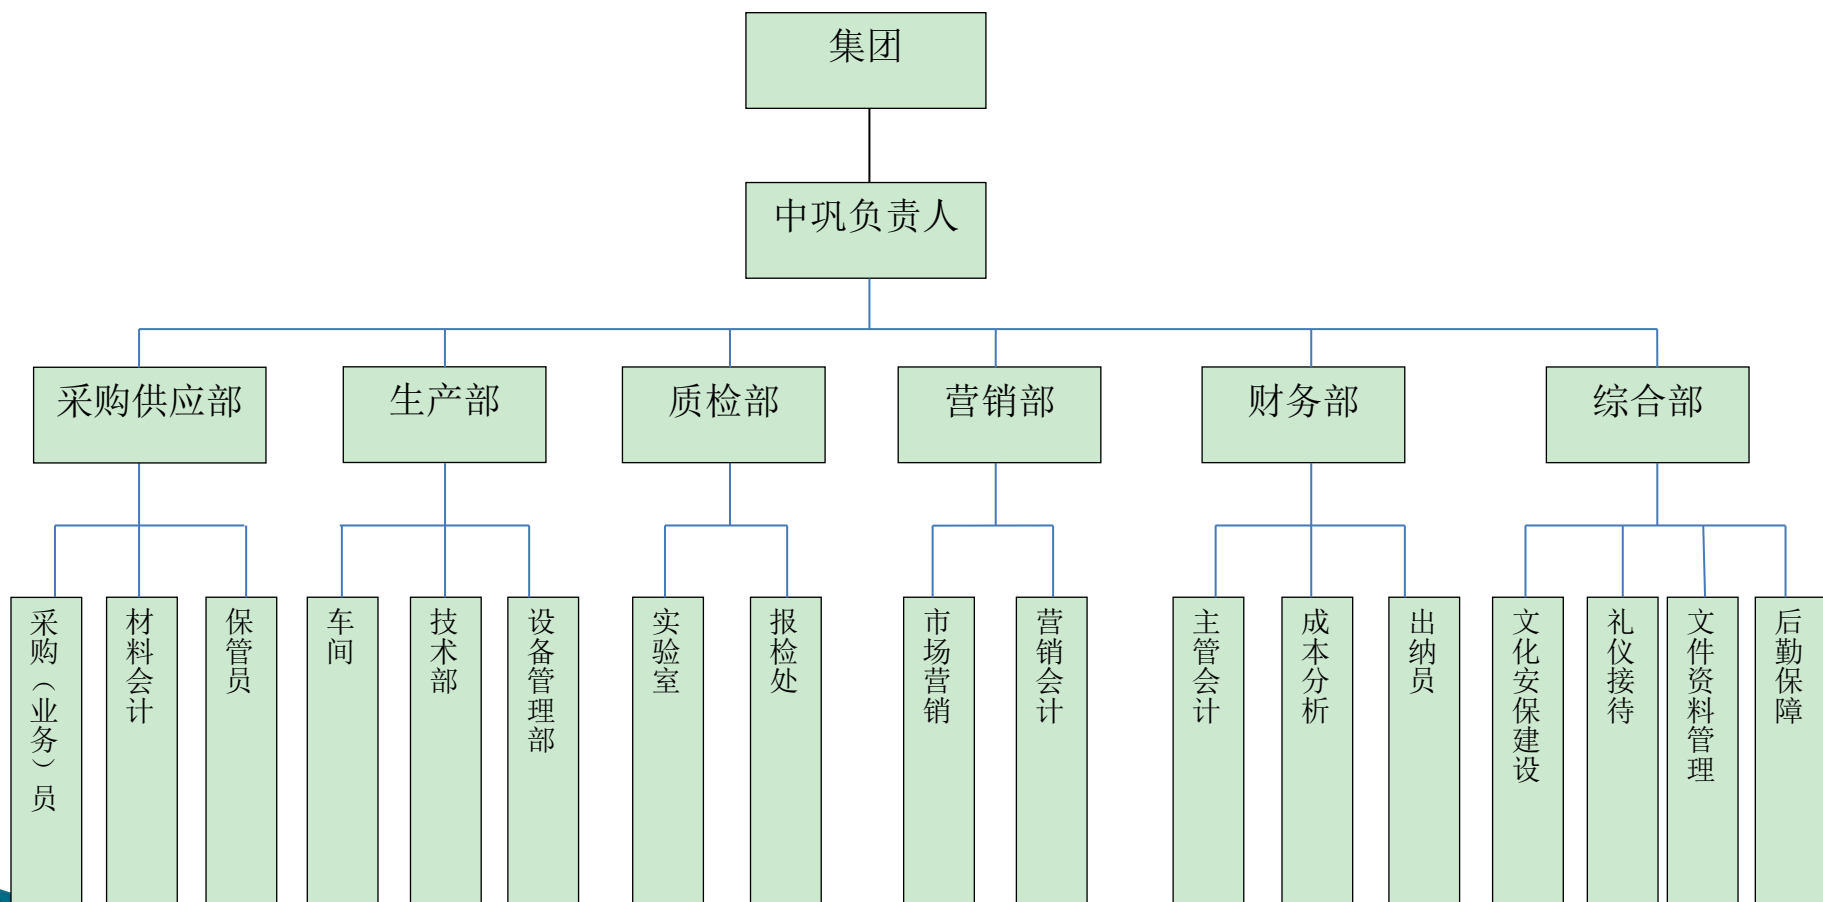 集团
中巩负责人
采购供应部
生产部
质检部
营销部
财务部
综合部
采购（业务）员
材料会计
保管员
车间
技术部
设备管理部
实验室
报检处
市场营销
营销会计
主管会计
成本分析
出纳员
文化安保建设
礼仪接待
文件资料管理
后勤保障